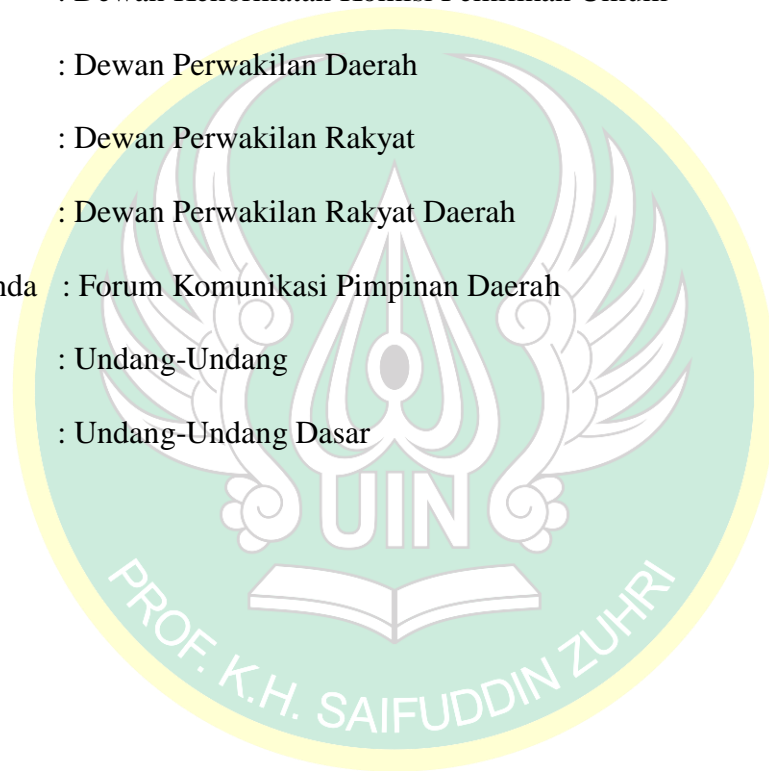 : Dewan Perwakilan Daerah
: Dewan Perwakilan Rakyat
: Dewan Perwakilan Rakyat Daerah
nda : Forum Komunikasi Pimpinan Daerah
: Undang-Undang
: Undang-Undang Dasar
UIN
PROF. K.H. SAIFUDDIN ZUHRI